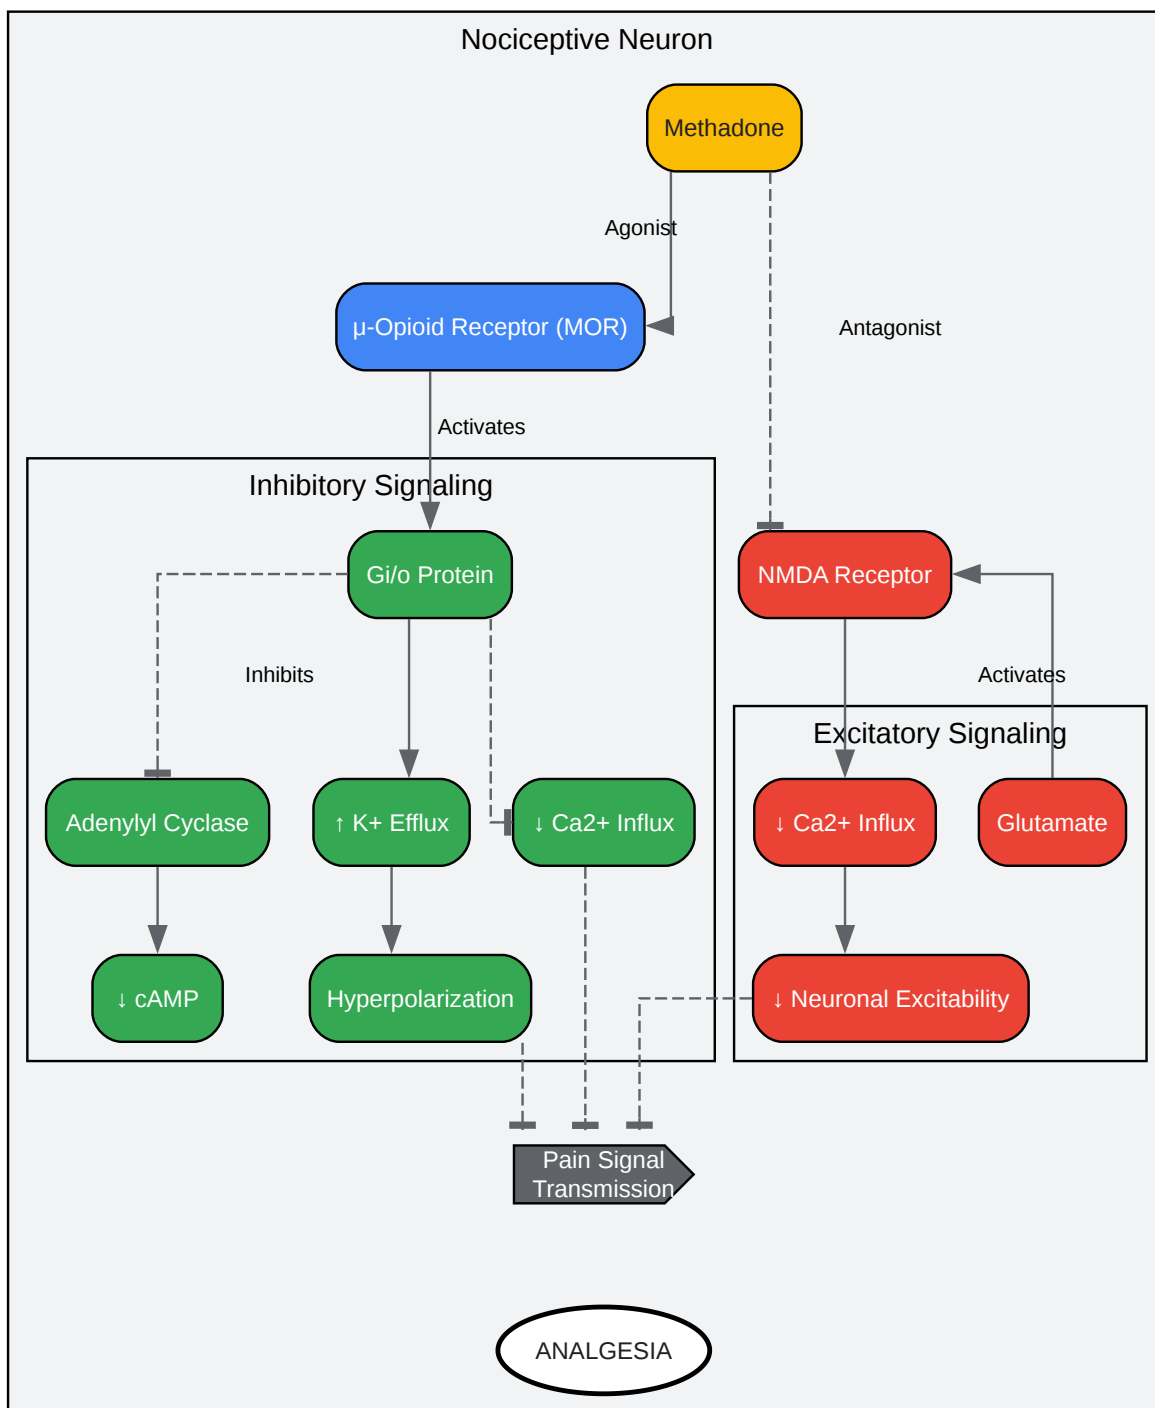 Nociceptive Neuron
Methadone
Agonist
μ-Opioid Receptor (MOR)
Antagonist
Activates
Inhibitory Signaling
Gi/o Protein
NMDA Receptor
Inhibits
Activates
Excitatory Signaling
Adenylyl Cyclase
↑ K+ Efflux
↓ Ca2+ Influx
↓ Ca2+ Influx
Glutamate
↓ cAMP
Hyperpolarization
↓ Neuronal Excitability
Pain Signal
Transmission
ANALGESIA